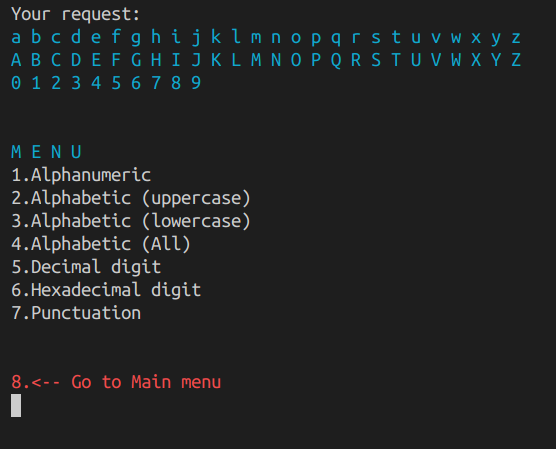 Your request:
a b c d e f g h i j k l m n o p q r s t u v w x y z
A B C D E F G H I J K L M N O P Q R S T U V W X Y Z
0 1 2 3 4 5 6 7 8 9
M E N U
1.Alphanumeric
2.Alphabetic (uppercase)
3.Alphabetic (lowercase)
4.Alphabetic (All)
5.Decimal digit
6.Hexadecimal digit
7.Punctuation
8.<-- Go to Main menu